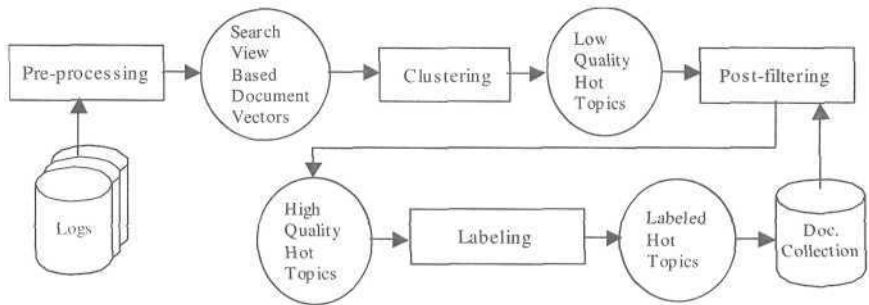 Pre-processing
Search
View
Based
Document
Vectors
Clustering
Low
Quality
Hot
Topics
Post-filtering
Logs
High
Quality
Hot
Topics
Labeling
Labeled
Hot
Topics
Doc.
Collection